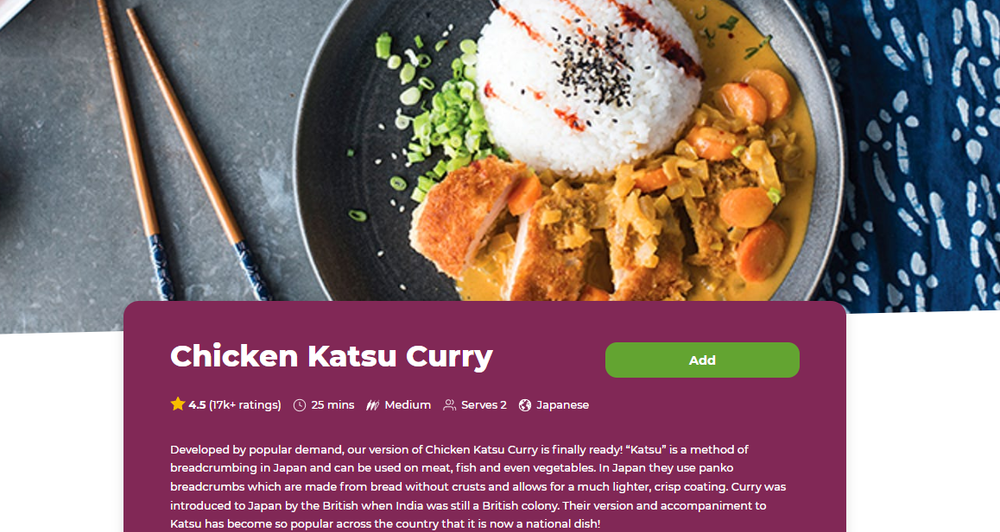 Chicken Katsu Curry
Add
4.5 (17k+ ratings) 25 mins Medium Serves 2 Japanese
Developed by popular demand, our version of Chicken Katsu Curry is finally ready! “Katsu” is a method of
breadcrumbing in Japan and can be used on meat, fish and even vegetables. In Japan they use panko
breadcrumbs which are made from bread without crusts and allows for a much lighter, crisp coating. Curry was
introduced to Japan by the British when India was still a British colony. Their version and accompaniment to
Katsu has become so popular across the country that it is now a national dish!